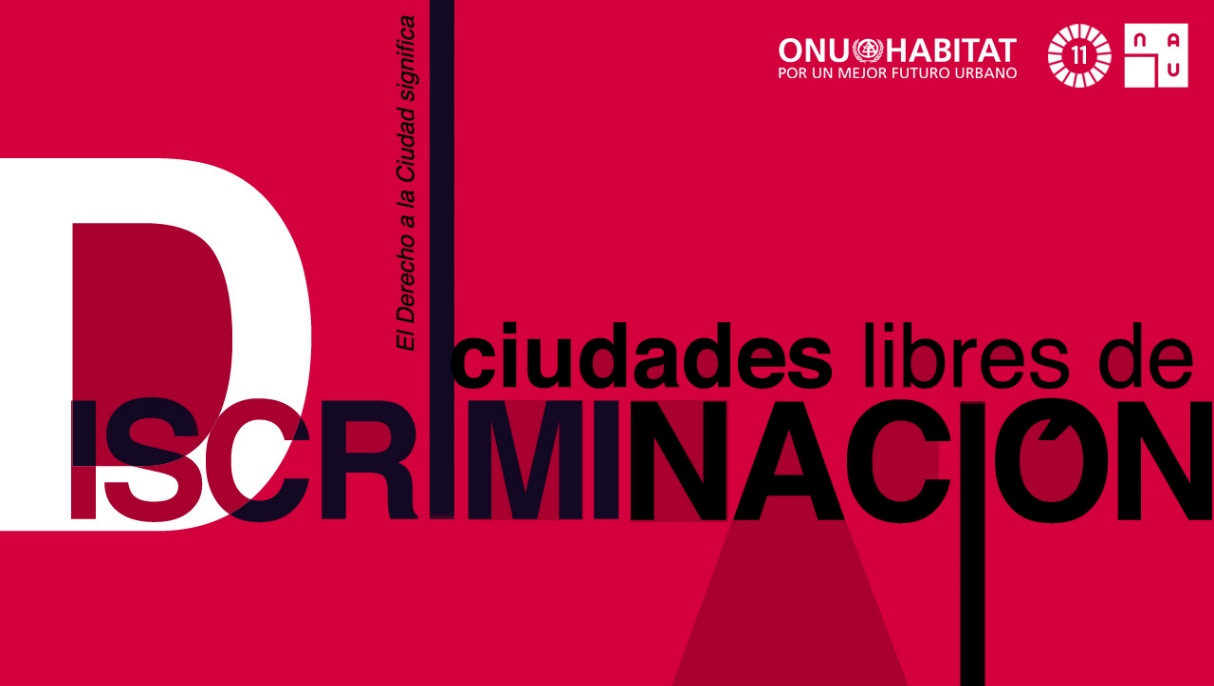 El Derecho a la Ciudad significa
ONU HABITAT
POR UN MEJOR FUTURO URBANO
11
N A
U
ciudades libres de
DISCRIMINACIÓN